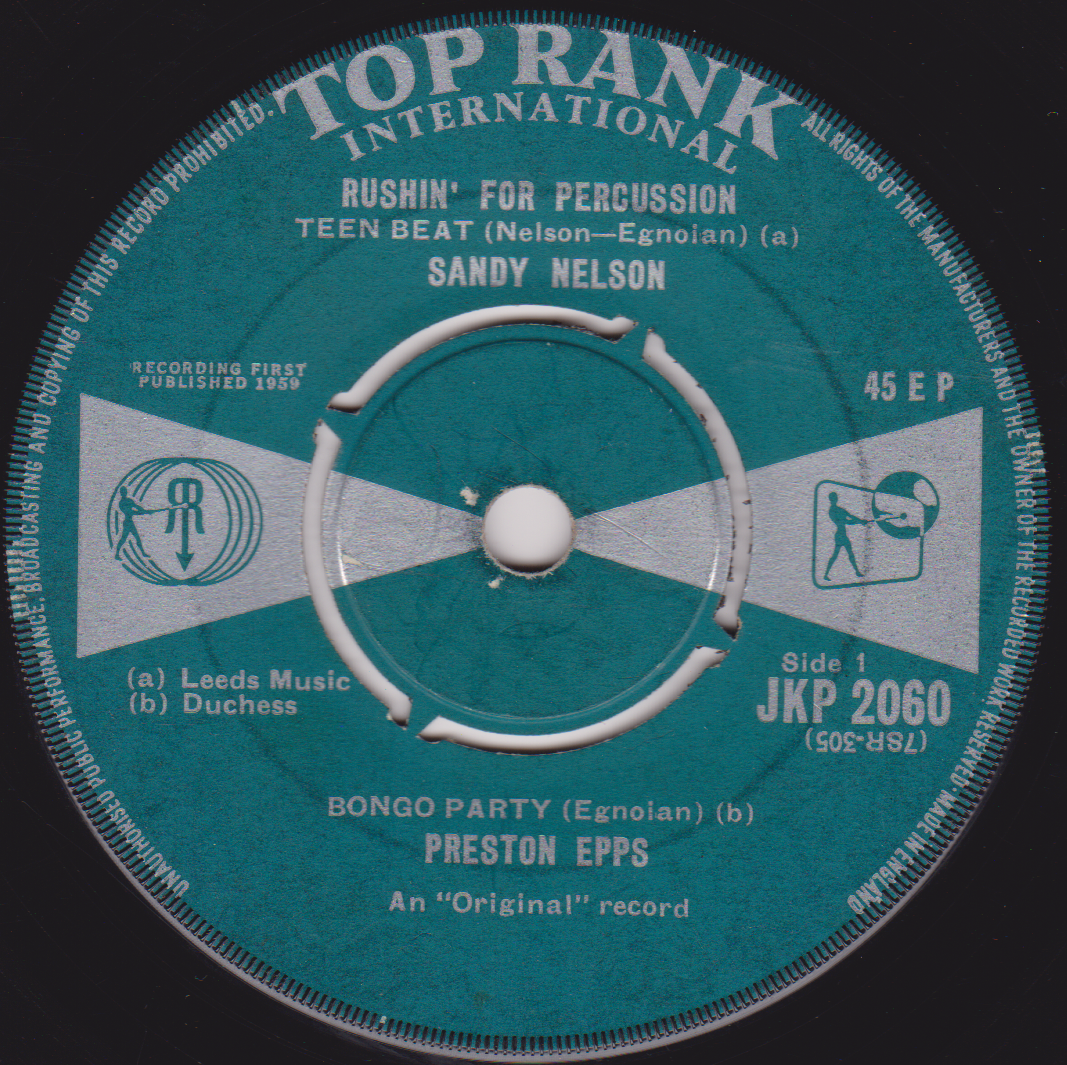 TOP RANK
INTERNATIONAL
RUSHIN' FOR PERCUSSION
TEEN BEAT (Nelson—Egnoian) (a)
SANDY NELSON
RECORDING FIRST
PUBLISHED 1959
45 E P
RR
(a) Leeds Music
(b) Duchess
Side 1
JKP 2060
(7SR-305)
BONGO PARTY (Egnoian) (b)
PRESTON EPPS
An "Original" record
UNAUTHORISED PUBLIC PERFORMANCE, BROADCASTING AND COPYING OF THIS RECORD PROHIBITED.
ALL RIGHTS OF THE MANUFACTURERS AND THE OWNER OF THE RECORDED WORK RESERVED. MADE IN ENGLAND